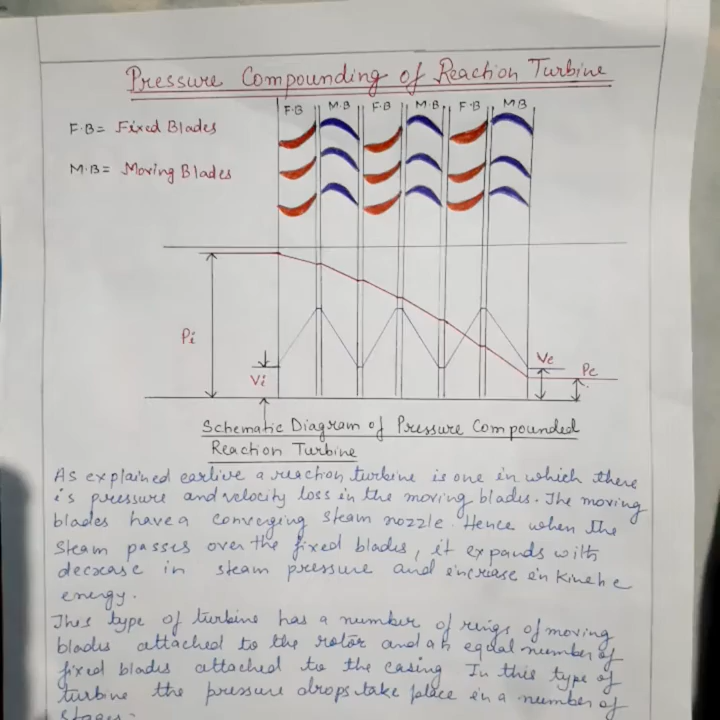 Pressure Compounding of Reaction Turbine
F.B M.B F.B M.B F.B M.B
F.B = Fixed Blades
M.B = Moving Blades
Pi
Vi
Ve
Pe
Schematic Diagram of Pressure Compounded
Reaction Turbine
As explained earlive a reaction turbine is one in which there
is pressure and velocity loss in the moving blades. The moving
blades have a converging steam nozzle. Hence when the
steam passes over the fixed blades, it expands with
decrease in steam pressure and increase in kinetic
energy.
This type of turbine has a number of rings of moving
blades attached to the rotor and an equal number of
fixed blades attached to the casing In this type of
turbine the pressure drops take place in a number of
stages.